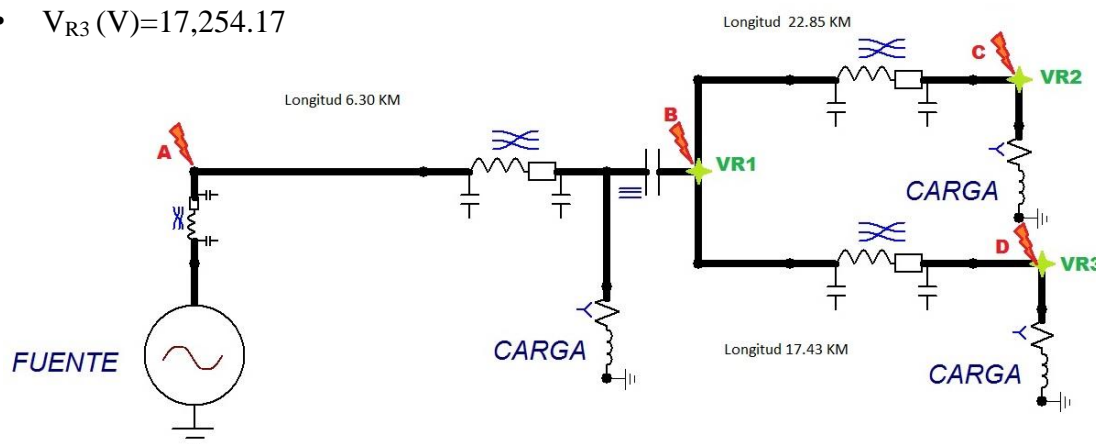 • V_R3 (V)=17,254.17
Longitud 22.85 KM
C
VR2
Longitud 6.30 KM
B
A
VR1
CARGA
D
VR3
CARGA
FUENTE
Longitud 17.43 KM
CARGA